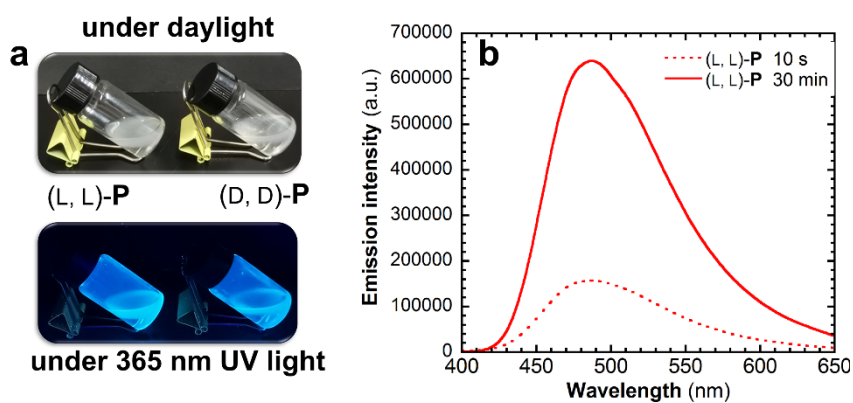 a
under daylight
(L, L)-P
(D, D)-P
under 365 nm UV light
b
(L, L)-P 10 s
(L, L)-P 30 min
Emission intensity (a.u.)
700000
600000
500000
400000
300000
200000
100000
0
400 450 500 550 600 650
Wavelength (nm)